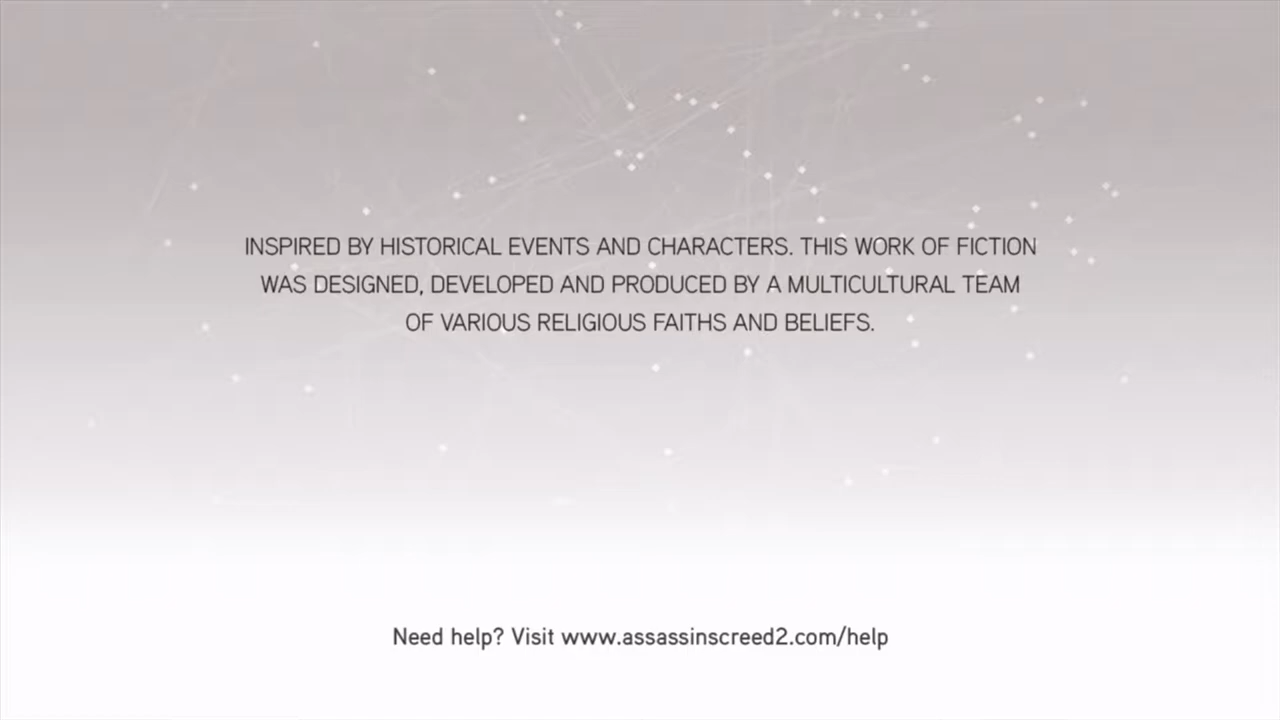 INSPIRED BY HISTORICAL EVENTS AND CHARACTERS. THIS WORK OF FICTION
WAS DESIGNED, DEVELOPED AND PRODUCED BY A MULTICULTURAL TEAM
OF VARIOUS RELIGIOUS FAITHS AND BELIEFS.
Need help? Visit www.assassinscreed2.com/help